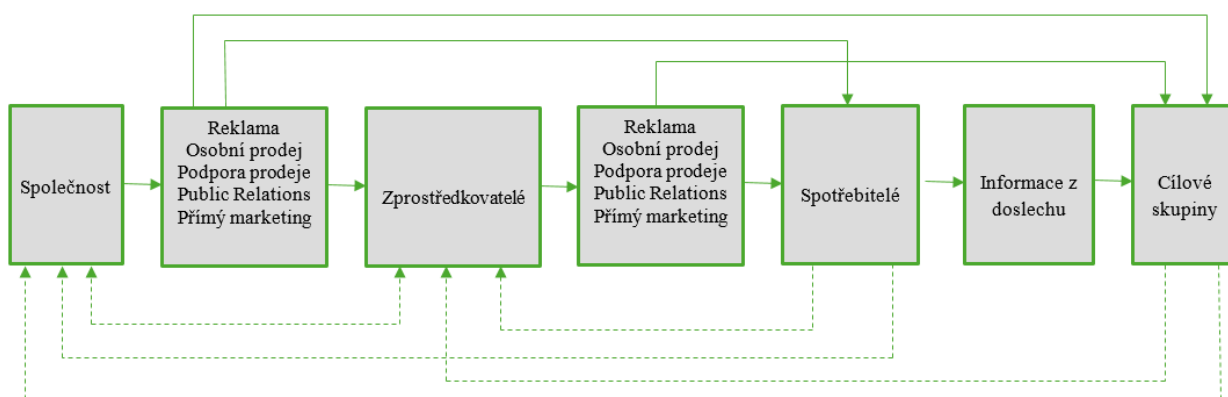 Společnost
Reklama
Osobní prodej
Podpora prodeje
Public Relations
Přímý marketing
Zprostředkovatelé
Reklama
Osobní prodej
Podpora prodeje
Public Relations
Přímý marketing
Spotřebitelé
Informace z
doslechu
Cílové
skupiny